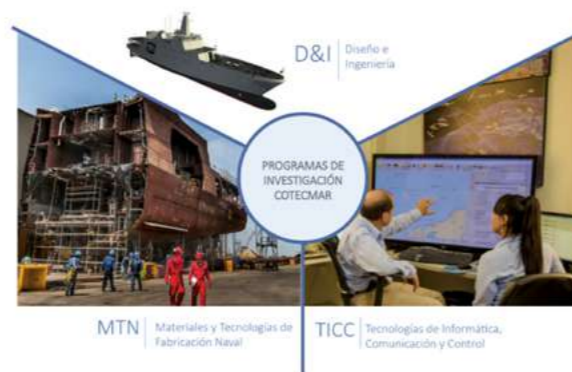 D&I
Diseño e
Ingeniería
PROGRAMAS DE
INVESTIGACIÓN
COTECMAR
MTN
Materiales y Tecnologías de
Fabricación Naval
TICC
Tecnologías de Informática,
Comunicación y Control